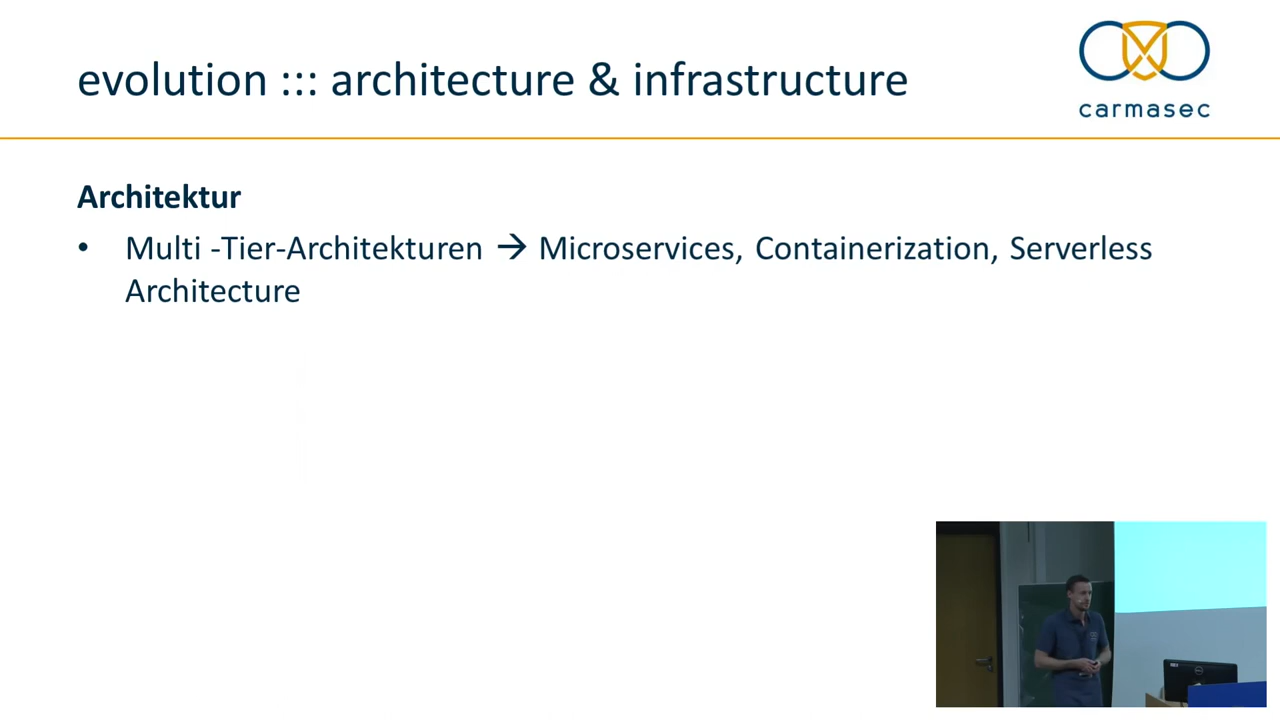 evolution ::: architecture & infrastructure
carmasec
Architektur
• Multi -Tier-Architekturen → Microservices, Containerization, Serverless
Architecture